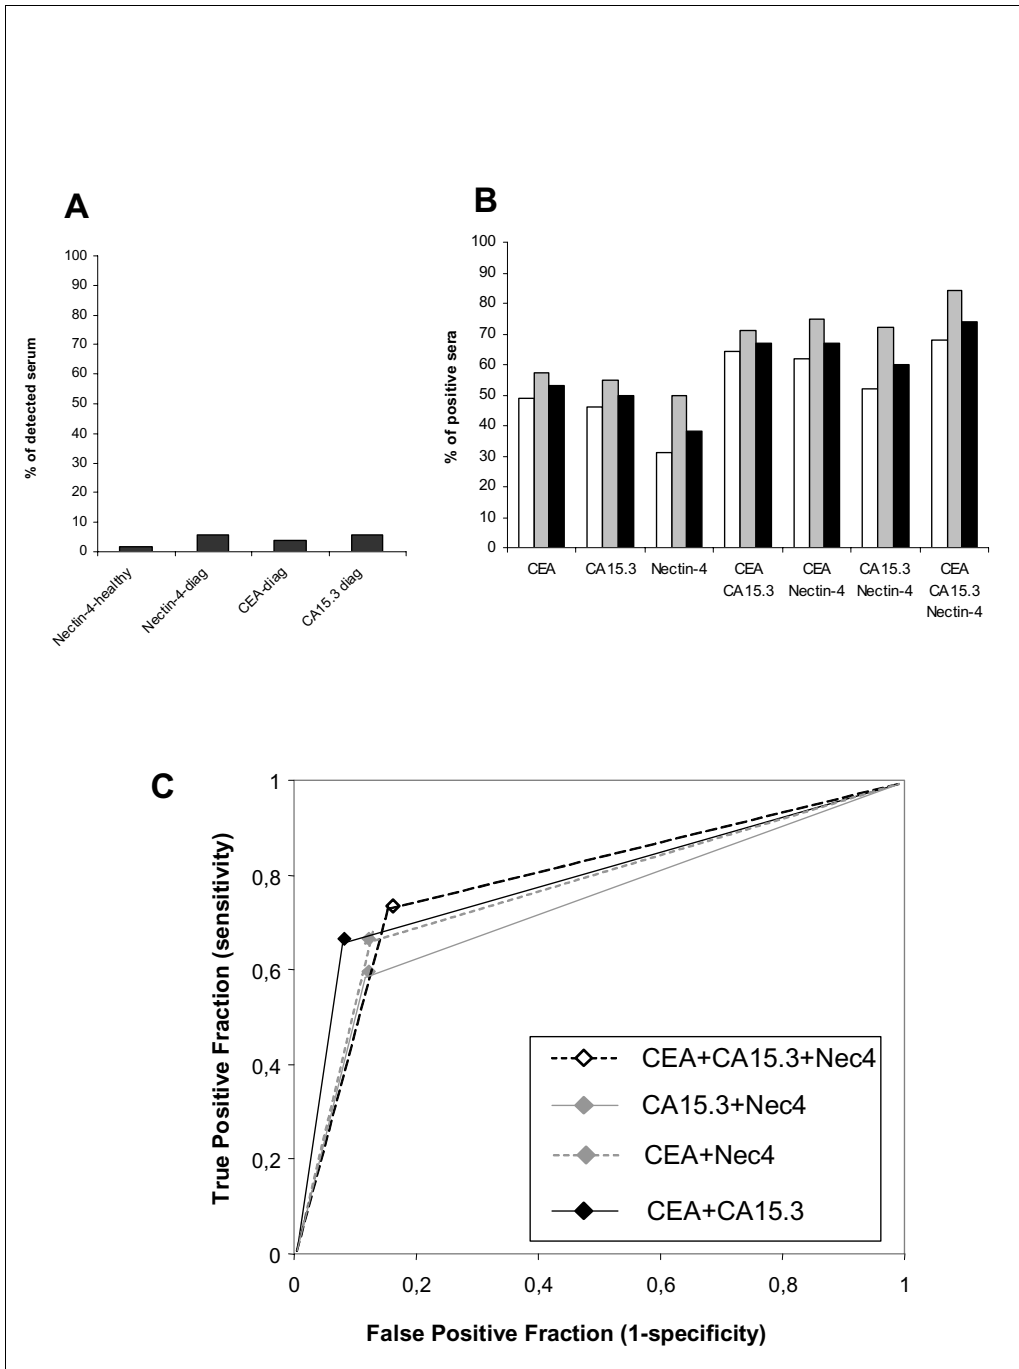 A
% of detected serum
100
90
80
70
60
50
40
30
20
10
0
Nectin-4-healthy
Nectin-4-diag
CEA-diag
CA15.3 diag
B
% of positive sera
100
90
80
70
60
50
40
30
20
10
0
CEA
CA15.3
Nectin-4
CEA
CA15.3
CEA
Nectin-4
CA15.3
Nectin-4
CEA
CA15.3
Nectin-4
C
True Positive Fraction (sensitivity)
1
0,8
0,6
0,4
0,2
0
CEA+CA15.3+Nec4
CA15.3+Nec4
CEA+Nec4
CEA+CA15.3
0
0,2
0,4
0,6
0,8
1
False Positive Fraction (1-specificity)